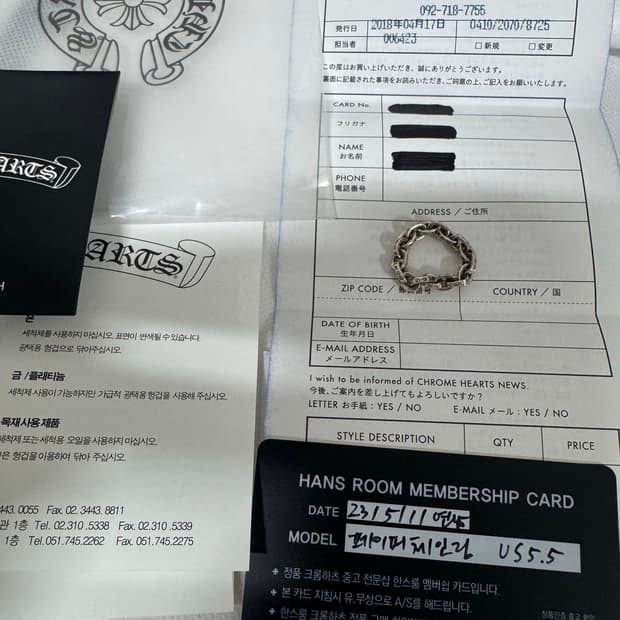 092-718-7755
発行日 2018年04月17日 0410/2070/8725
担当者 006423 □ 新規 / □ 変更
この度はお買い上げいただき、誠にありがとうございます。
裏面に記載された事項をお読みいただき、ご同意の上、ご記入をお願いいたします。
CARD No.
フリガナ
NAME
お名前
PHONE
電話番号
ADDRESS / ご住所
ZIP CODE /
COUNTRY / 国
DATE OF BIRTH
生年月日
E-MAIL ADDRESS
メールアドレス
I wish to be informed of CHROME HEARTS NEWS.
今後、ご案内を差し上げてもよろしいですか?
LETTER お手紙 : YES / NO E-MAIL メール : YES / NO
STYLE DESCRIPTION QTY PRICE
ARTS
H
ARTS
세척제를 사용하지 마십시오. 표면이 변색될 수 있습니다.
광택용 헝겊으로 닦아주십시오.
금 / 플래티늄
세척제 사용이 가능하지만 가급적 광택용 헝겊을 사용해 주십시오.
목재 사용 제품
세척제 또는 세척용 오일을 사용하지 마십시오.
은 헝겊을 이용하여 닦아 주십시오.
443. 0055 Fax. 02. 3443. 8811
관 1층 Tel. 02.310 .5338 Fax. 02.310 .5339
1층 Tel. 051.745.2262 Fax. 051.745.2275
HANS ROOM MEMBERSHIP CARD
DATE 23/5/11
MODEL 페이퍼체인링 US5.5
정품 크롬하츠 중고 전문샵 한스룸 멤버쉽 카드입니다.
본 카드 지참시 유,무상으로 A/S를 해드립니다.
한스룸 크롬하츠 정품